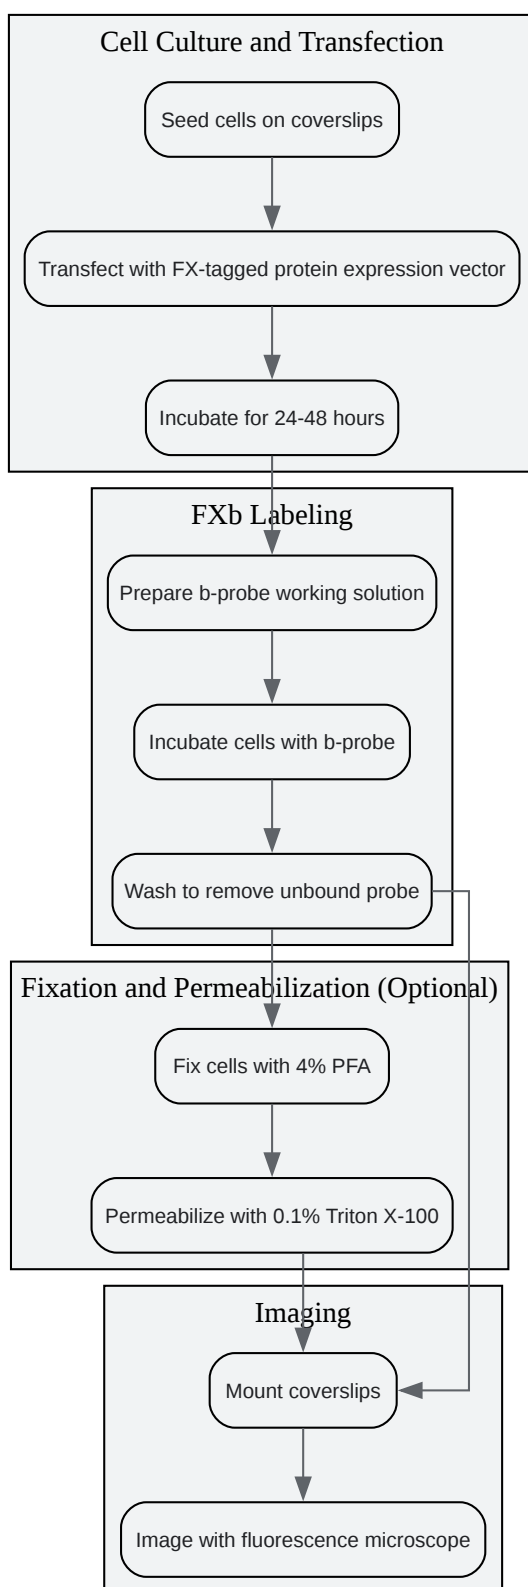 Cell Culture and Transfection
Seed cells on coverslips
Transfect with FX-tagged protein expression vector
Incubate for 24-48 hours
FXb Labeling
Prepare b-probe working solution
Incubate cells with b-probe
Wash to remove unbound probe
Fixation and Permeabilization (Optional)
Fix cells with 4% PFA
Permeabilize with 0.1% Triton X-100
Imaging
Mount coverslips
Image with fluorescence microscope